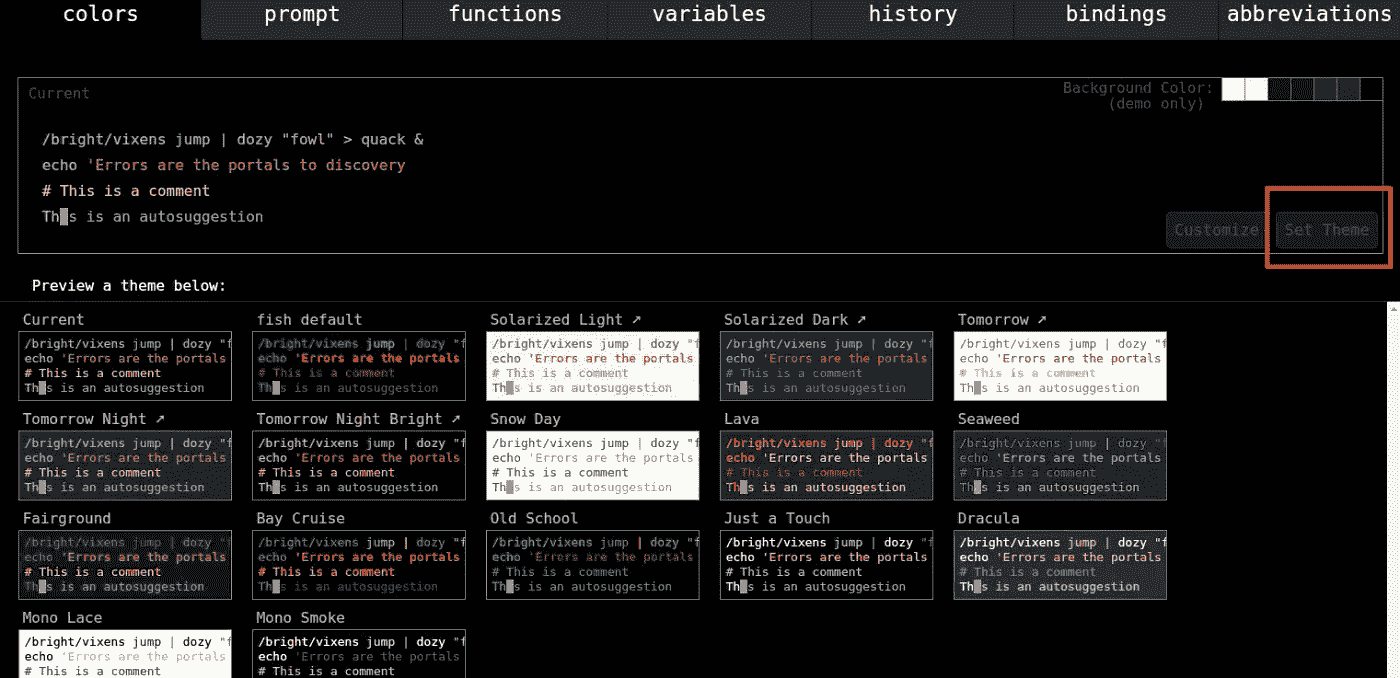 colors prompt functions variables history bindings abbreviations
Current
Background Color:
(demo only)
/bright/vixens jump | dozy "fowl" > quack &
echo 'Errors are the portals to discovery
# This is a comment
This is an autosuggestion
Customize Set Theme
Preview a theme below:
Current fish default Solarized Light ➚ Solarized Dark ➚ Tomorrow ➚
/bright/vixens jump | dozy "f /bright/vixens jump | dozy "f /bright/vixens jump | dozy "f /bright/vixens jump | dozy "f /bright/vixens jump | dozy "f
echo 'Errors are the portals echo 'Errors are the portals echo 'Errors are the portals echo 'Errors are the portals echo 'Errors are the portals
# This is a comment # This is a comment # This is a comment # This is a comment # This is a comment
This is an autosuggestion This is an autosuggestion This is an autosuggestion This is an autosuggestion This is an autosuggestion
Tomorrow Night ➚ Tomorrow Night Bright ➚ Snow Day Lava Seaweed
/bright/vixens jump | dozy "f /bright/vixens jump | dozy "f /bright/vixens jump | dozy "f /bright/vixens jump | dozy "f /bright/vixens jump | dozy "f
echo 'Errors are the portals echo 'Errors are the portals echo 'Errors are the portals echo 'Errors are the portals echo 'Errors are the portals
# This is a comment # This is a comment # This is a comment # This is a comment # This is a comment
This is an autosuggestion This is an autosuggestion This is an autosuggestion This is an autosuggestion This is an autosuggestion
Fairground Bay Cruise Old School Just a Touch Dracula
/bright/vixens jump | dozy "f /bright/vixens jump | dozy "f /bright/vixens jump | dozy "f /bright/vixens jump | dozy "f /bright/vixens jump | dozy "f
echo 'Errors are the portals echo 'Errors are the portals echo 'Errors are the portals echo 'Errors are the portals echo 'Errors are the portals
# This is a comment # This is a comment # This is a comment # This is a comment # This is a comment
This is an autosuggestion This is an autosuggestion This is an autosuggestion This is an autosuggestion This is an autosuggestion
Mono Lace Mono Smoke
/bright/vixens jump | dozy "f /bright/vixens jump | dozy "f
echo 'Errors are the portals echo 'Errors are the portals
# This is a comment # This is a comment